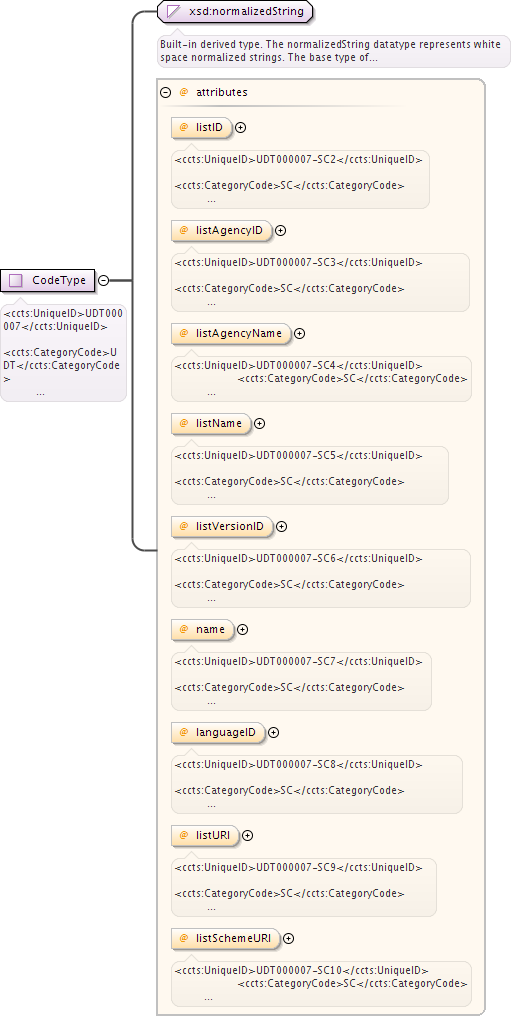 xsd:normalizedString
Built-in derived type. The normalizedString datatype represents white
space normalized strings. The base type of...
@ attributes
@ listID
<ccts:UniqueID>UDT000007-SC2</ccts:UniqueID>
<ccts:CategoryCode>SC</ccts:CategoryCode>
...
@ listAgencyID
<ccts:UniqueID>UDT000007-SC3</ccts:UniqueID>
<ccts:CategoryCode>SC</ccts:CategoryCode>
...
CodeType
<ccts:UniqueID>UDT000
007</ccts:UniqueID>
<ccts:CategoryCode>U
DT</ccts:CategoryCode
>
...
@ listAgencyName
<ccts:UniqueID>UDT000007-SC4</ccts:UniqueID>
<ccts:CategoryCode>SC</ccts:CategoryCode>
...
@ listName
<ccts:UniqueID>UDT000007-SC5</ccts:UniqueID>
<ccts:CategoryCode>SC</ccts:CategoryCode>
...
@ listVersionID
<ccts:UniqueID>UDT000007-SC6</ccts:UniqueID>
<ccts:CategoryCode>SC</ccts:CategoryCode>
...
@ name
<ccts:UniqueID>UDT000007-SC7</ccts:UniqueID>
<ccts:CategoryCode>SC</ccts:CategoryCode>
...
@ languageID
<ccts:UniqueID>UDT000007-SC8</ccts:UniqueID>
<ccts:CategoryCode>SC</ccts:CategoryCode>
...
@ listURI
<ccts:UniqueID>UDT000007-SC9</ccts:UniqueID>
<ccts:CategoryCode>SC</ccts:CategoryCode>
...
@ listSchemeURI
<ccts:UniqueID>UDT000007-SC10</ccts:UniqueID>
<ccts:CategoryCode>SC</ccts:CategoryCode>
...